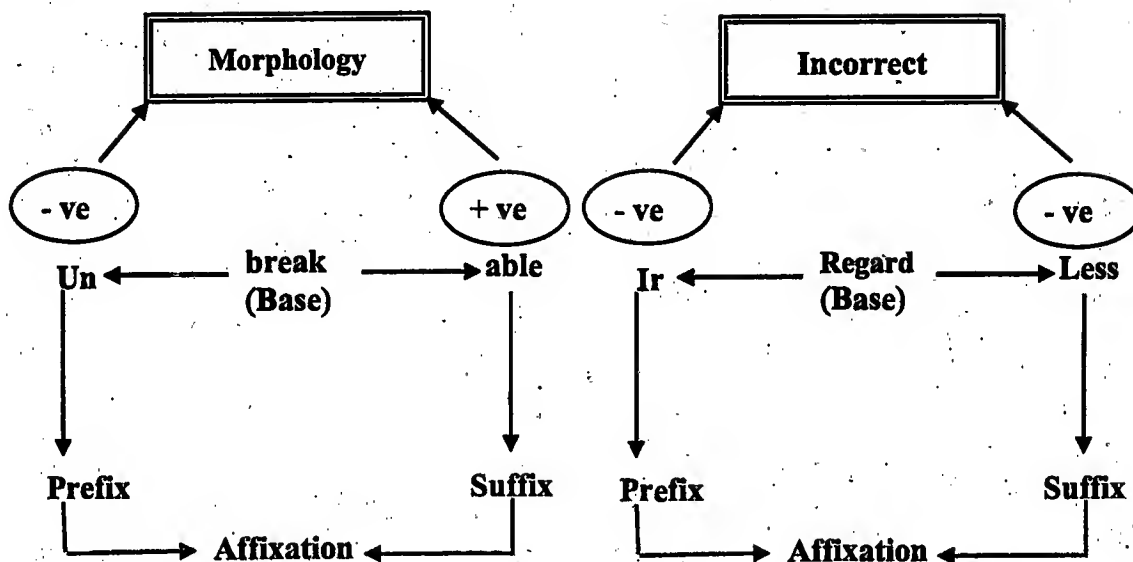 Morphology
- ve
+ ve
Un
break
(Base)
able
Prefix
Suffix
Affixation
Incorrect
- ve
- ve
Ir
Regard
(Base)
Less
Prefix
Suffix
Affixation